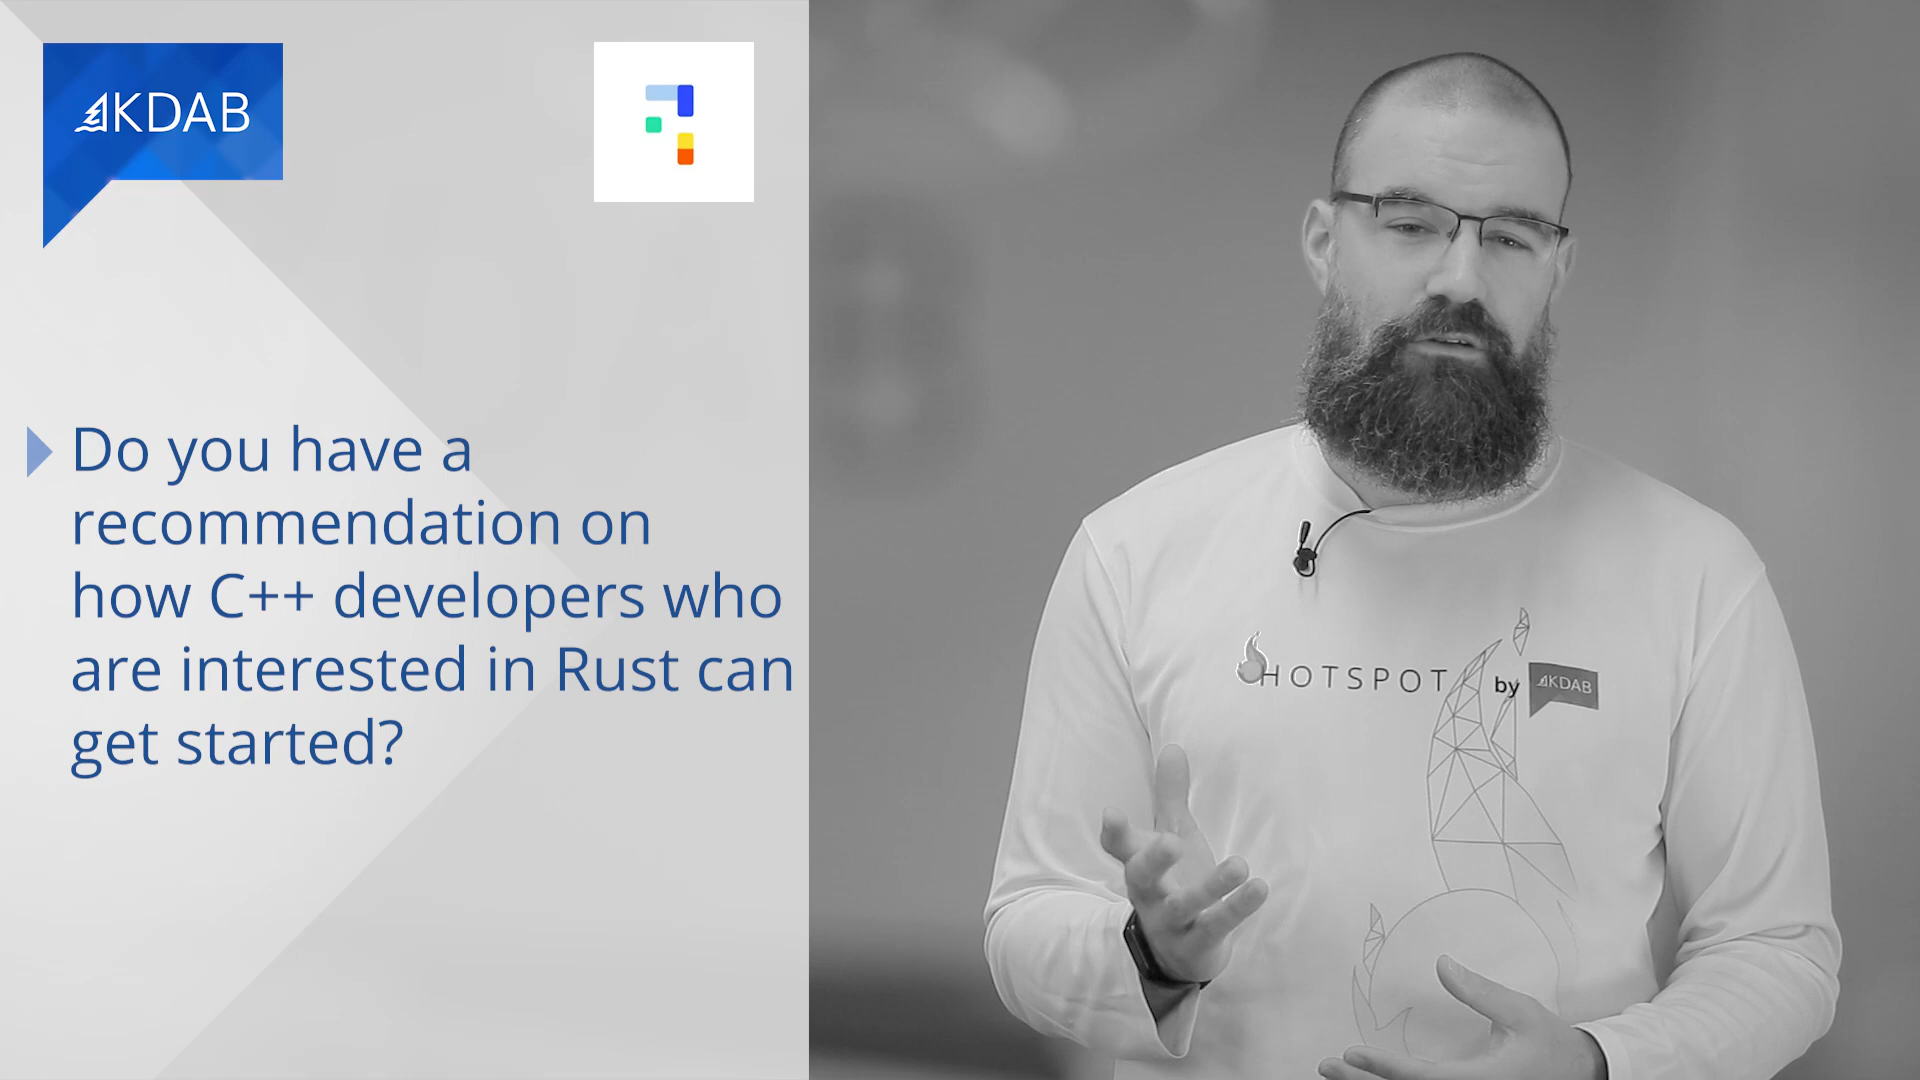 KDAB
Do you have a
recommendation on
how C++ developers who
are interested in Rust can
get started?
HOTSPOT by KDAB